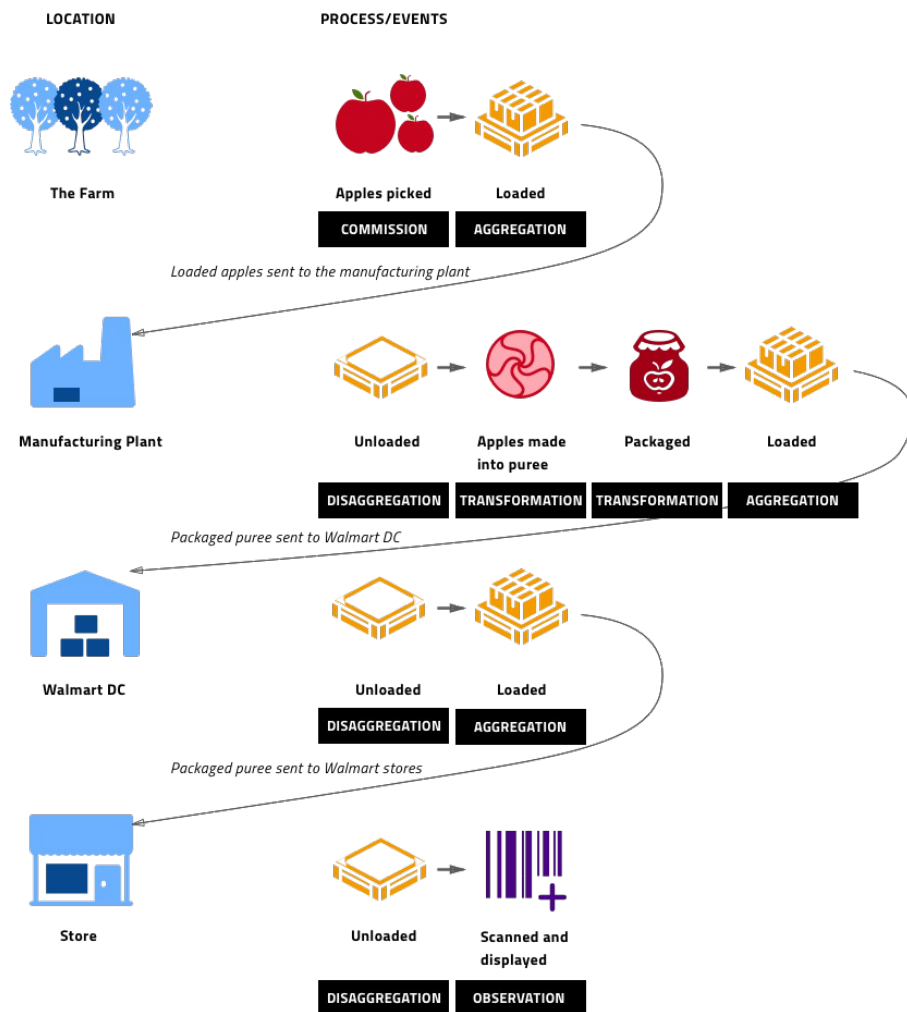 LOCATION
PROCESS/EVENTS
The Farm
Apples picked
Loaded
COMMISSION
AGGREGATION
Loaded apples sent to the manufacturing plant
Manufacturing Plant
Unloaded
Apples made
into puree
Packaged
Loaded
DISAGGREGATION
TRANSFORMATION
TRANSFORMATION
AGGREGATION
Packaged puree sent to Walmart DC
Walmart DC
Unloaded
Loaded
DISAGGREGATION
AGGREGATION
Packaged puree sent to Walmart stores
Store
Unloaded
Scanned and
displayed
DISAGGREGATION
OBSERVATION